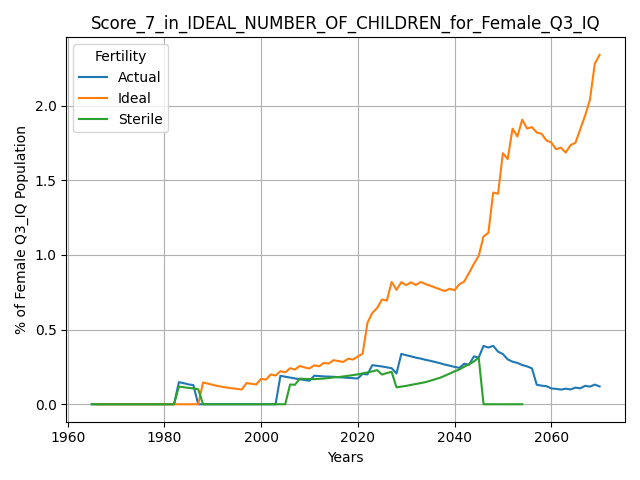 Score_7_in_IDEAL_NUMBER_OF_CHILDREN_for_Female_Q3_IQ
Fertility
Actual
Ideal
Sterile
% of Female Q3_IQ Population
2.0
1.5
1.0
0.5
0.0
1960 1980 2000 2020 2040 2060
Years